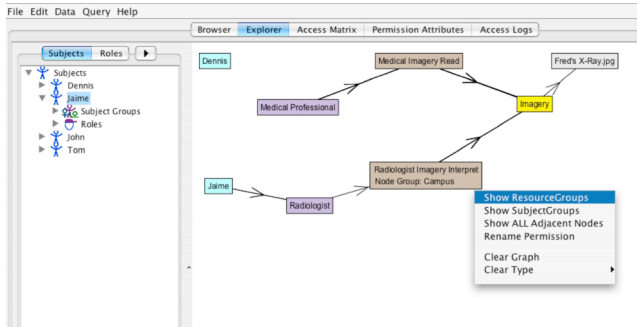 File Edit Data Query Help
Browser Explorer Access Matrix Permission Attributes Access Logs
Subjects Roles
Subjects
Dennis
Jaime
Subject Groups
Roles
John
Tom
Dennis
Medical Imagery Read
Fred's X-Ray.jpg
Medical Professional
Imagery
Radiologist Imagery Interpret
Node Group: Campus
Jaime
Radiologist
Show ResourceGroups
Show SubjectGroups
Show ALL Adjacent Nodes
Rename Permission
Clear Graph
Clear Type